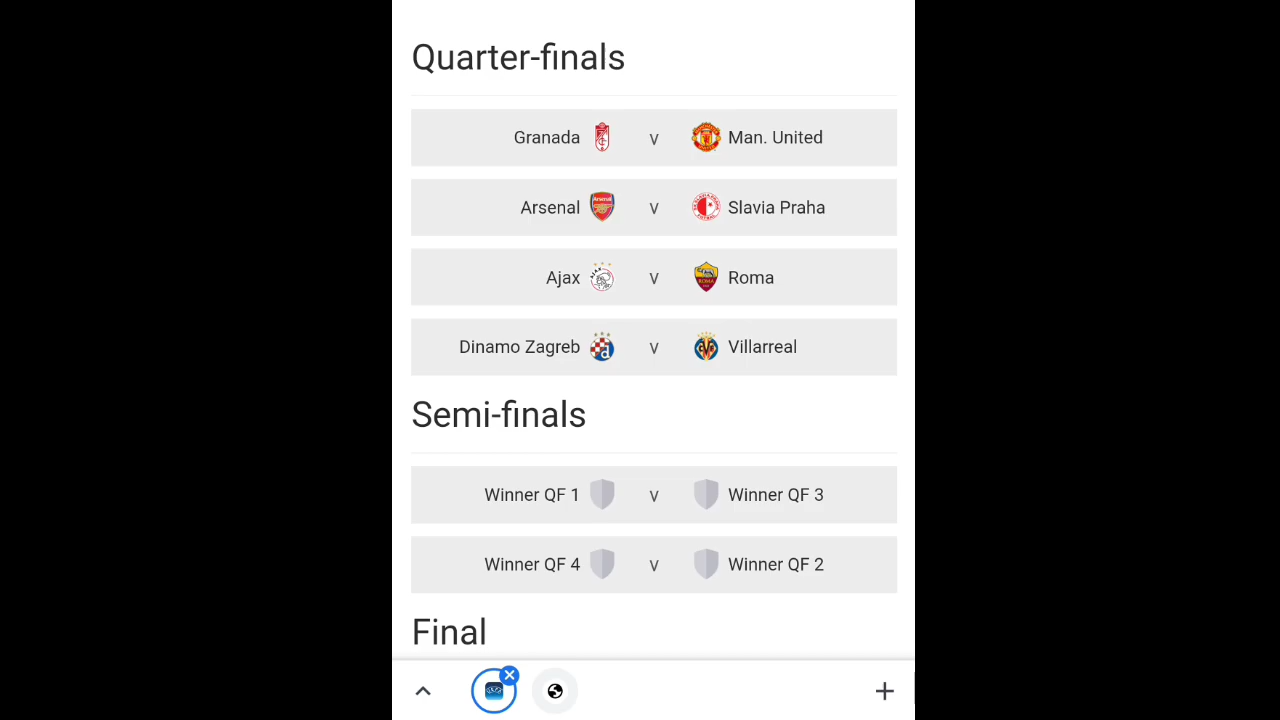 Quarter-finals
Granada v Man. United
Arsenal v Slavia Praha
Ajax v Roma
Dinamo Zagreb v Villarreal
Semi-finals
Winner QF 1 v Winner QF 3
Winner QF 4 v Winner QF 2
Final